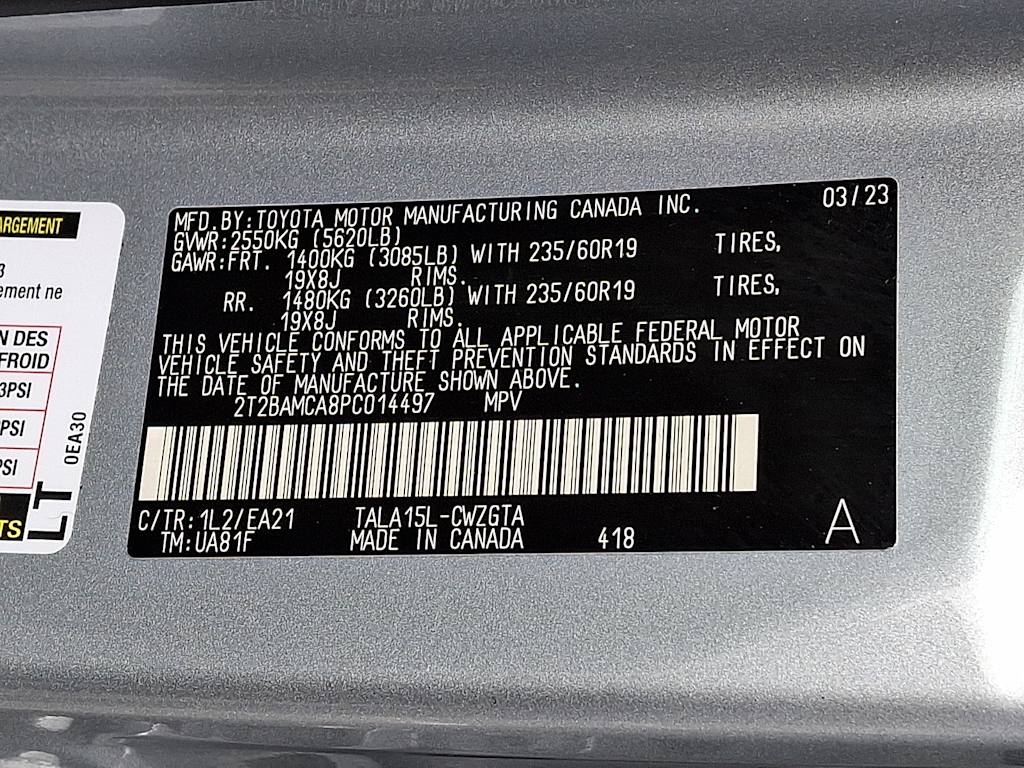 MFD.BY:TOYOTA MOTOR MANUFACTURING CANADA INC. 03/23
GVWR:2550KG (5620LB)
GAWR:FRT. 1400KG (3085LB) WITH 235/60R19 TIRES,
19X8J RIMS.
RR. 1480KG (3260LB) WITH 235/60R19 TIRES,
19X8J RIMS.
THIS VEHICLE CONFORMS TO ALL APPLICABLE FEDERAL MOTOR
VEHICLE SAFETY AND THEFT PREVENTION STANDARDS IN EFFECT ON
THE DATE OF MANUFACTURE SHOWN ABOVE.
2T2BAMCA8PC014497 MPV
C/TR:1L2/EA21 TALA15L-CWZGTA
TM:UA81F MADE IN CANADA 418
A
ement ne
N DES
FROID
3PSI
PSI
PSI
0EA30
LT
TS